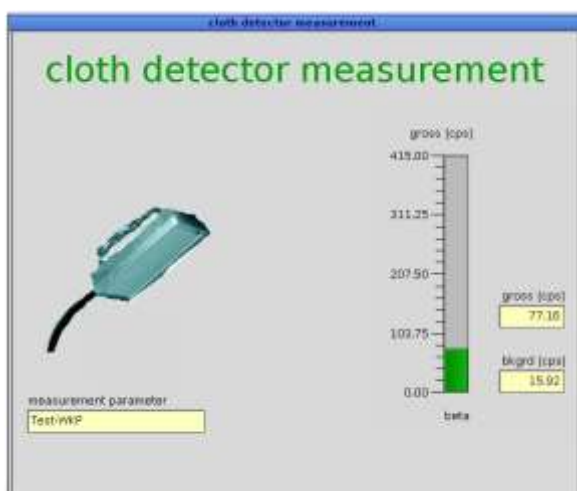 cloth detector measurement
cloth detector measurement
gross [cps]
415.00
311.25
207.50
103.75
0.00
beta
gross [cps]
77.16
bkgrd [cps]
15.92
measurement parameter
Test-WKP